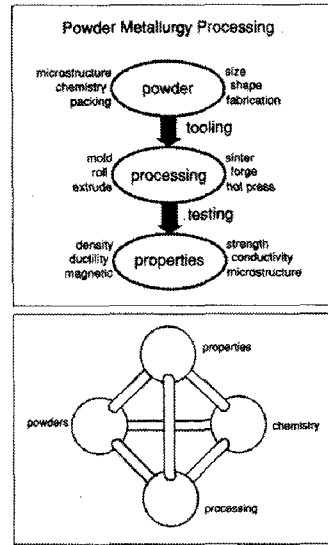 Powder Metallurgy Processing
microstructure
chemistry
packing
powder
size
shape
fabrication
tooling
mold
roll
extrude
processing
sinter
forge
hot press
testing
density
ductility
magnetic
properties
strength
conductivity
microstructure
properties
powders
chemistry
processing